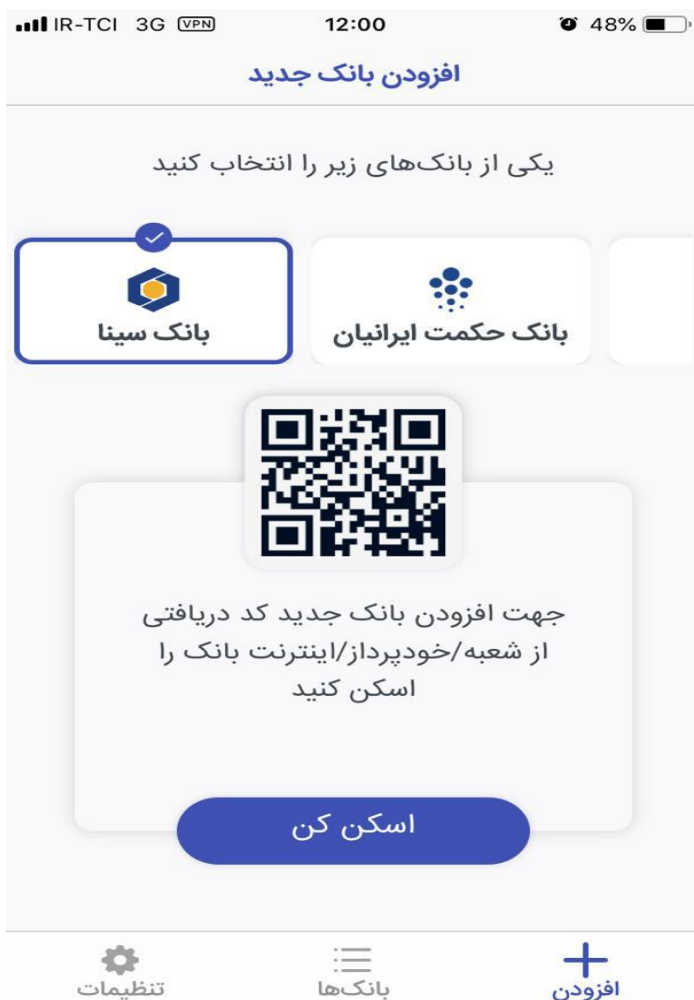 IR-TCI 3G VPN 12:00 48%
افزودن بانک جدید
یکی از بانک‌های زیر را انتخاب کنید
بانک حکمت ایرانیان
بانک سینا
جهت افزودن بانک جدید کد دریافتی
از شعبه/خودپرداز/اینترنت بانک را
اسکن کنید
اسکن کن
افزودن
بانک‌ها
تنظیمات